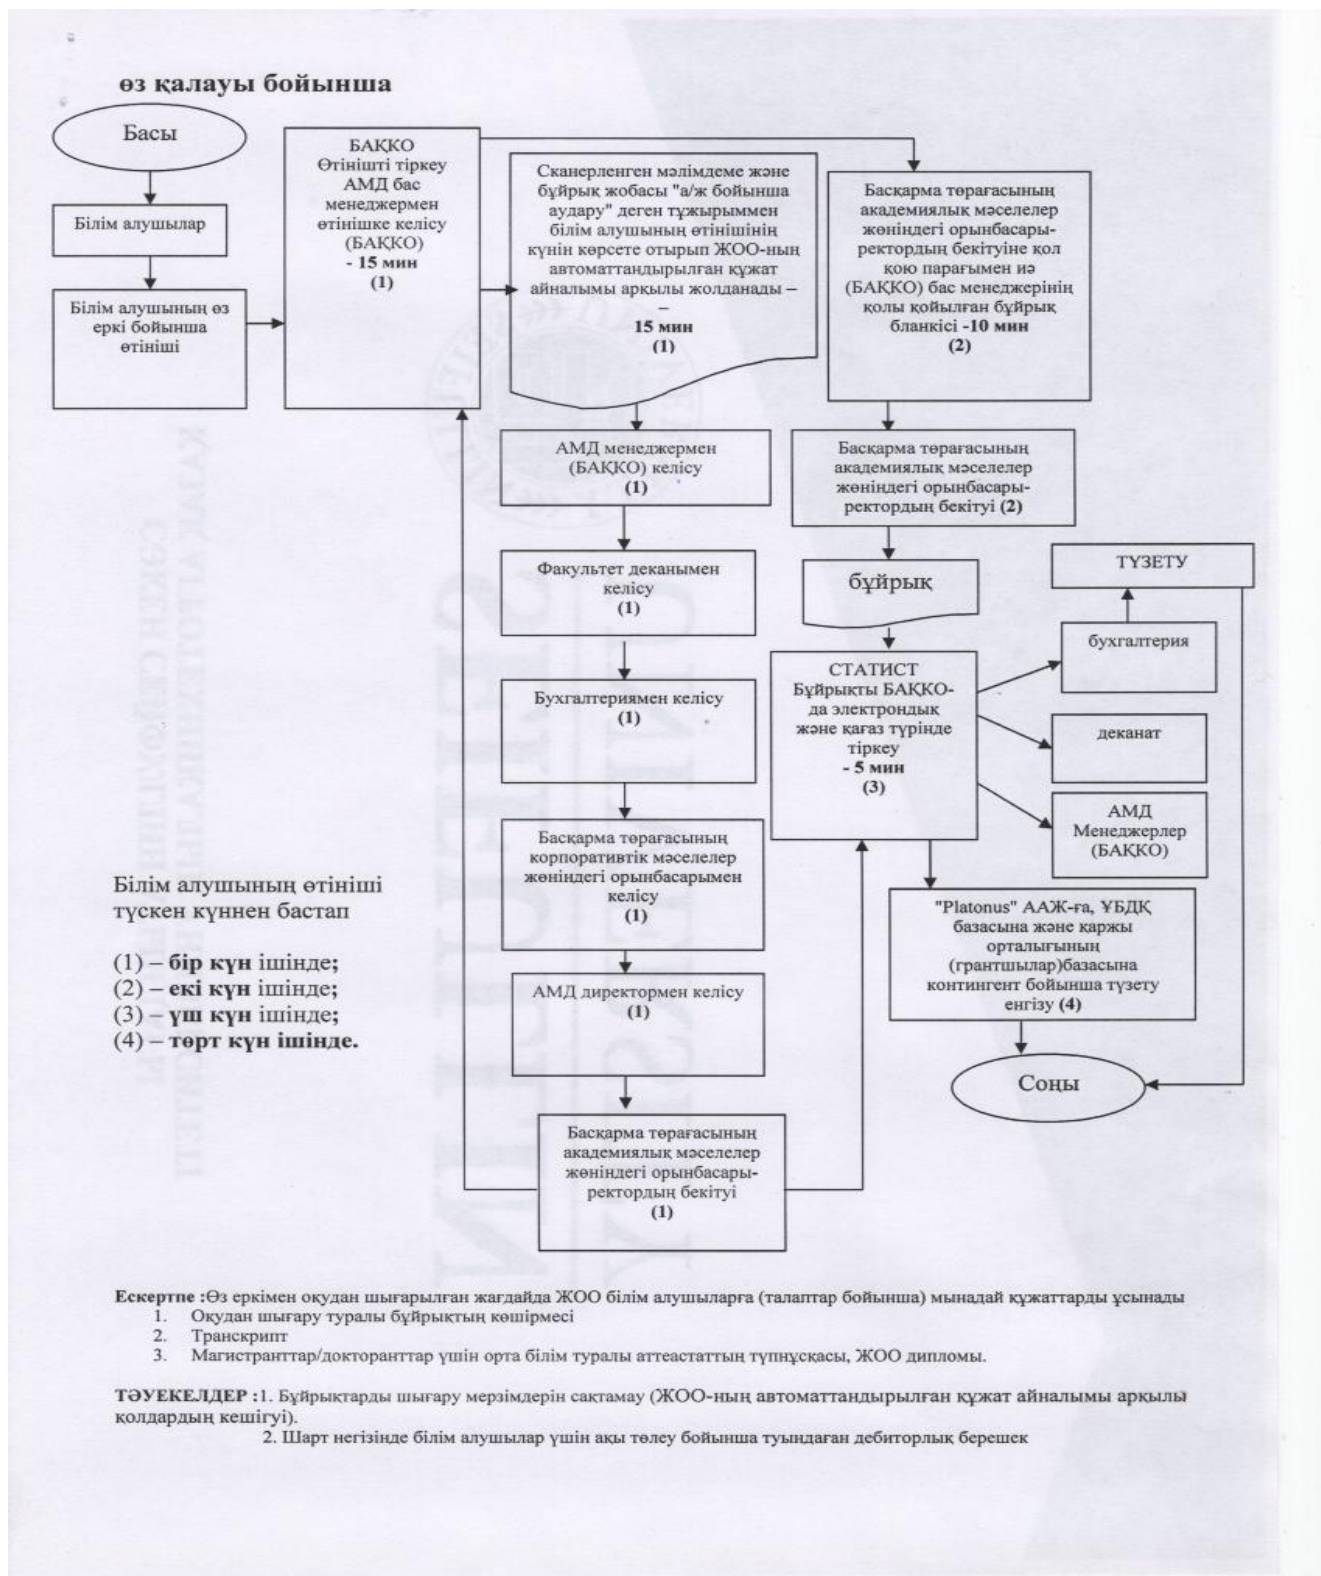 өз қалауы бойынша
Басы
Білім алушылар
Білім алушының өз
еркі бойынша
өтініші
БАҚКО
Өтінішті тіркеу
АМД бас
менеджермен
өтінішке келісу
(БАҚКО)
- 15 мин
(1)
Сканерленген мәлімдеме және
бұйрық жобасы "а/ж бойынша
аудару" деген тұжырыммен
білім алушының өтінішінің
күнін көрсете отырып ЖОО-ның
автоматтандырылған құжат
айналымы арқылы жолданады –
–
15 мин
(1)
Басқарма төрағасының
академиялық мәселелер
жөніндегі орынбасары-
ректордың бекітуіне қол
қою парағымен иә
(БАҚКО) бас менеджерінің
қолы қойылған бұйрық
бланкісі -10 мин
(2)
АМД менеджермен
(БАҚКО) келісу
(1)
Басқарма төрағасының
академиялық мәселелер
жөніндегі орынбасары-
ректордың бекітуі (2)
Факультет деканымен
келісу
(1)
бұйрық
ТҮЗЕТУ
бухгалтерия
Бухгалтериямен келісу
(1)
СТАТИСТ
Бұйрықты БАҚКО-
да электрондық
және қағаз түрінде
тіркеу
- 5 мин
(3)
деканат
АМД
Менеджерлер
(БАҚКО)
Басқарма төрағасының
корпоративтік мәселелер
жөніндегі орынбасарымен
келісу
(1)
"Platonus" ААЖ-ға, ҰБДҚ
базасына және қаржы
орталығының
(грантшылар)базасына
контингент бойынша түзету
енгізу (4)
АМД директормен келісу
(1)
Соңы
Басқарма төрағасының
академиялық мәселелер
жөніндегі орынбасары-
ректордың бекітуі
(1)
Білім алушының өтініші
түскен күннен бастап
(1) – бір күн ішінде;
(2) – екі күн ішінде;
(3) – үш күн ішінде;
(4) – төрт күн ішінде.
Ескертпе :Өз еркімен оқудан шығарылған жағдайда ЖОО білім алушыларға (талаптар бойынша) мынадай құжаттарды ұсынады
1. Оқудан шығару туралы бұйрықтың көшірмесі
2. Транскрипт
3. Магистранттар/докторанттар үшін орта білім туралы аттеастаттың түпнұсқасы, ЖОО дипломы.
ТӘУЕКЕЛДЕР :1. Бұйрықтарды шығару мерзімдерін сақтамау (ЖОО-ның автоматтандырылған құжат айналымы арқылы
қолдардың кешігуі).
2. Шарт негізінде білім алушылар үшін ақы төлеу бойынша туындаған дебиторлық берешек